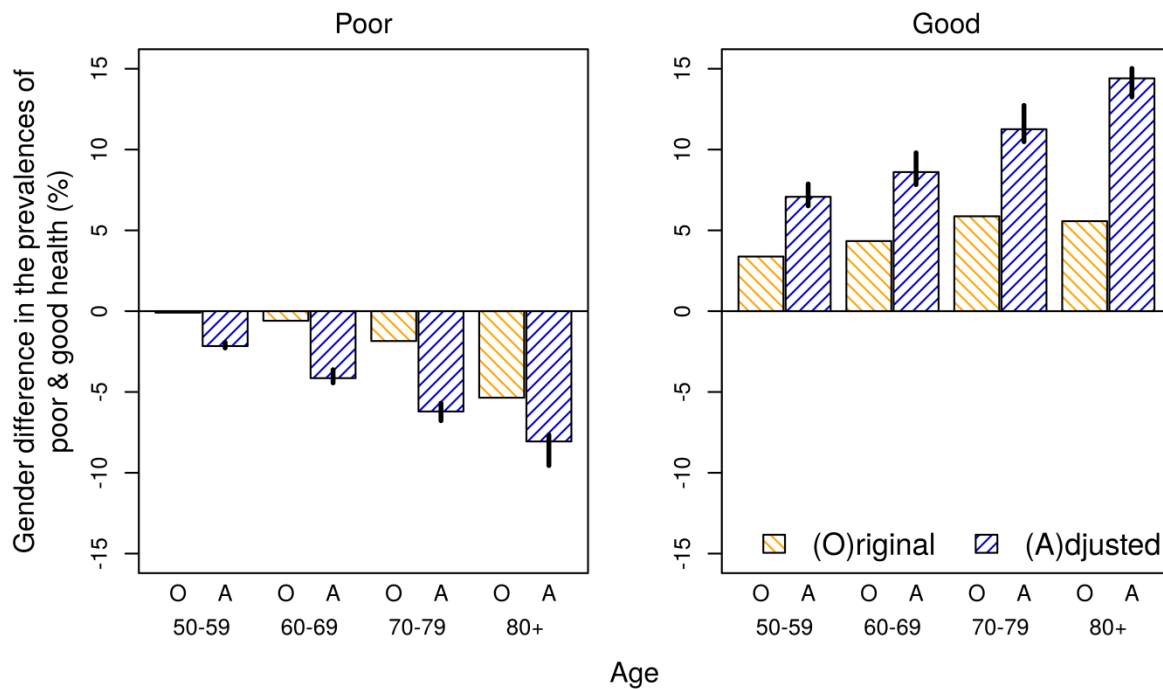 Poor
Good
Gender difference in the prevalences of
poor & good health (%)
15
10
5
0
-5
-10
-15
15
10
5
0
-5
-10
-15
(O)riginal
(A)djusted
O A O A O A O A
50-59 60-69 70-79 80+
O A O A O A O A
50-59 60-69 70-79 80+
Age